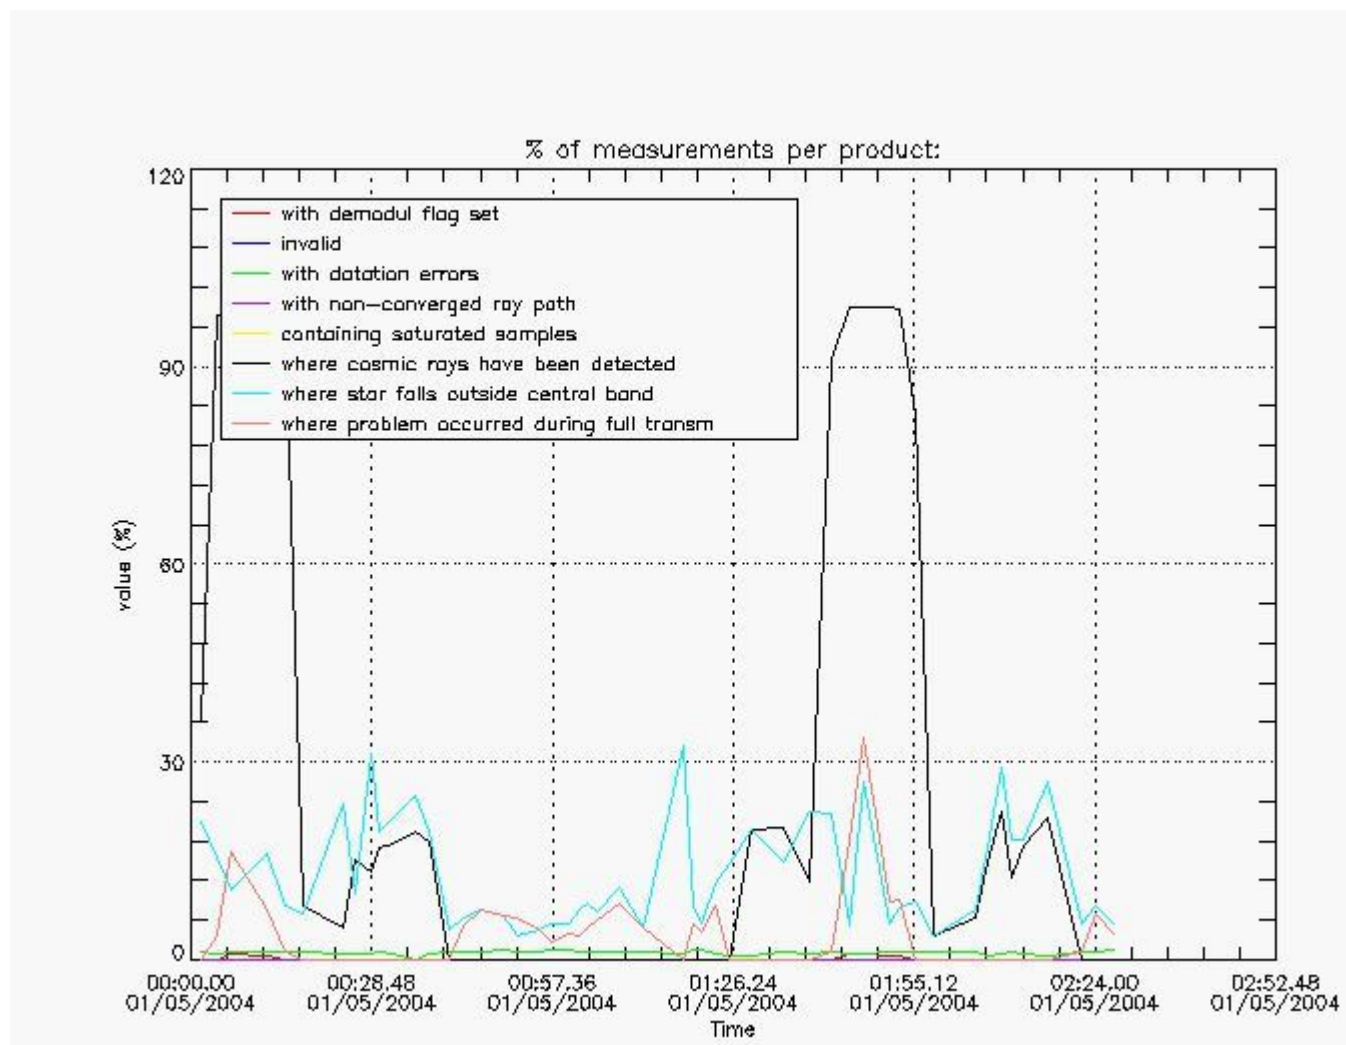 % of measurements per product:
120
with demodul flag set
invalid
with datation errors
with non-converged ray path
containing saturated samples
where cosmic rays have been detected
where star falls outside central band
where problem occurred during full transm
90
60
30
0
value (%)
00:00.00 00:28.48 00:57.36 01:26.24 01:55.12 02:24.00 02:52.48
01/05/2004 01/05/2004 01/05/2004 01/05/2004 01/05/2004 01/05/2004 01/05/2004
Time